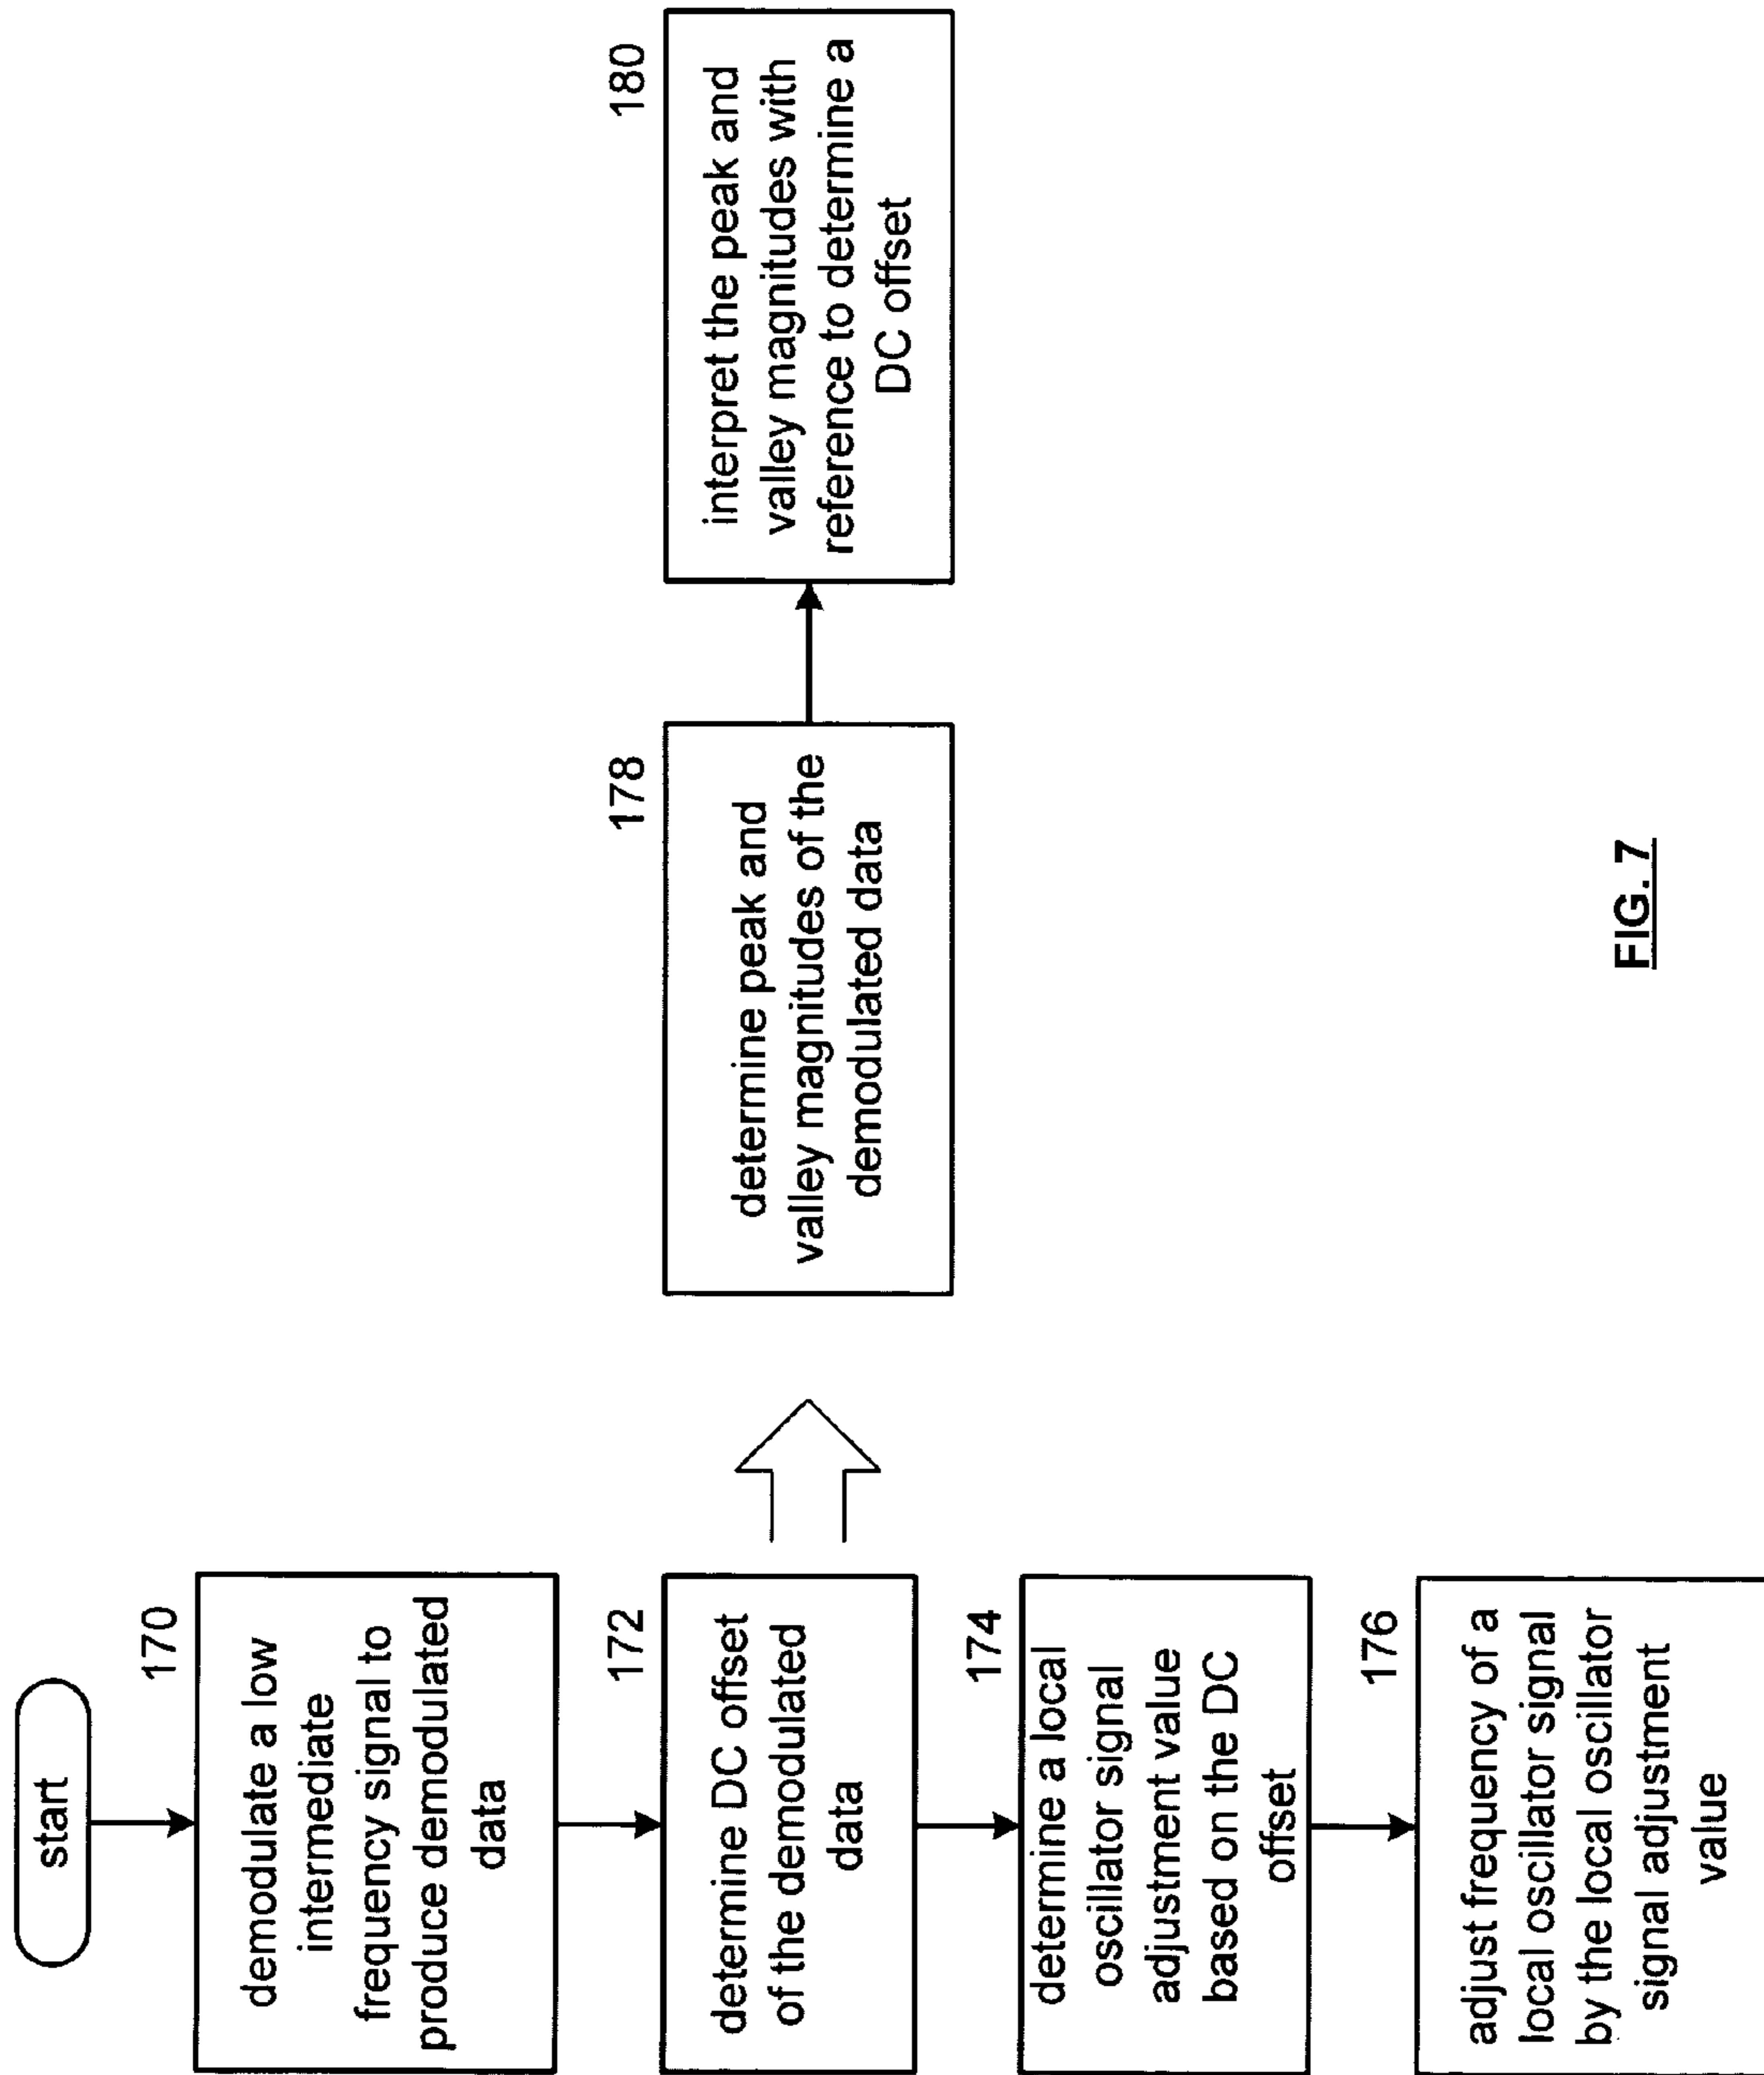 start
170
demodulate a low
intermediate
frequency signal to
produce demodulated
data
172
determine DC offset
of the demodulated
data
174
determine a local
oscillator signal
adjustment value
based on the DC
offset
176
adjust frequency of a
local oscillator signal
by the local oscillator
signal adjustment
value
178
determine peak and
valley magnitudes of the
demodulated data
180
interpret the peak and
valley magnitudes with
reference to determine a
DC offset
FIG. 7